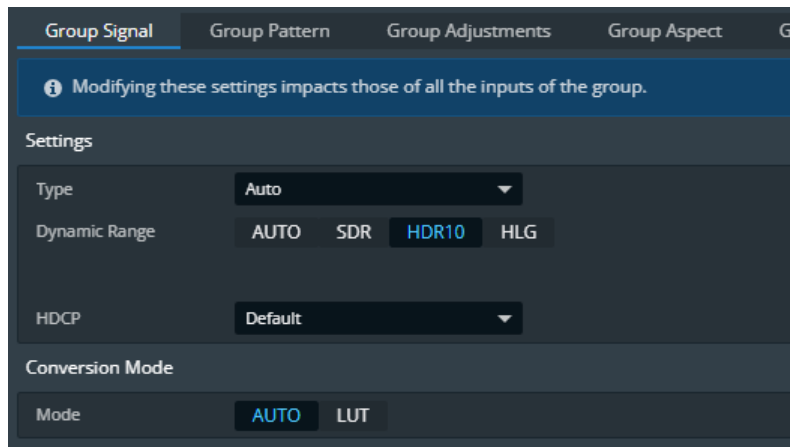 Group Signal Group Pattern Group Adjustments Group Aspect G
Modifying these settings impacts those of all the inputs of the group.
Settings
Type Auto
Dynamic Range AUTO SDR HDR10 HLG
HDCP Default
Conversion Mode
Mode AUTO LUT